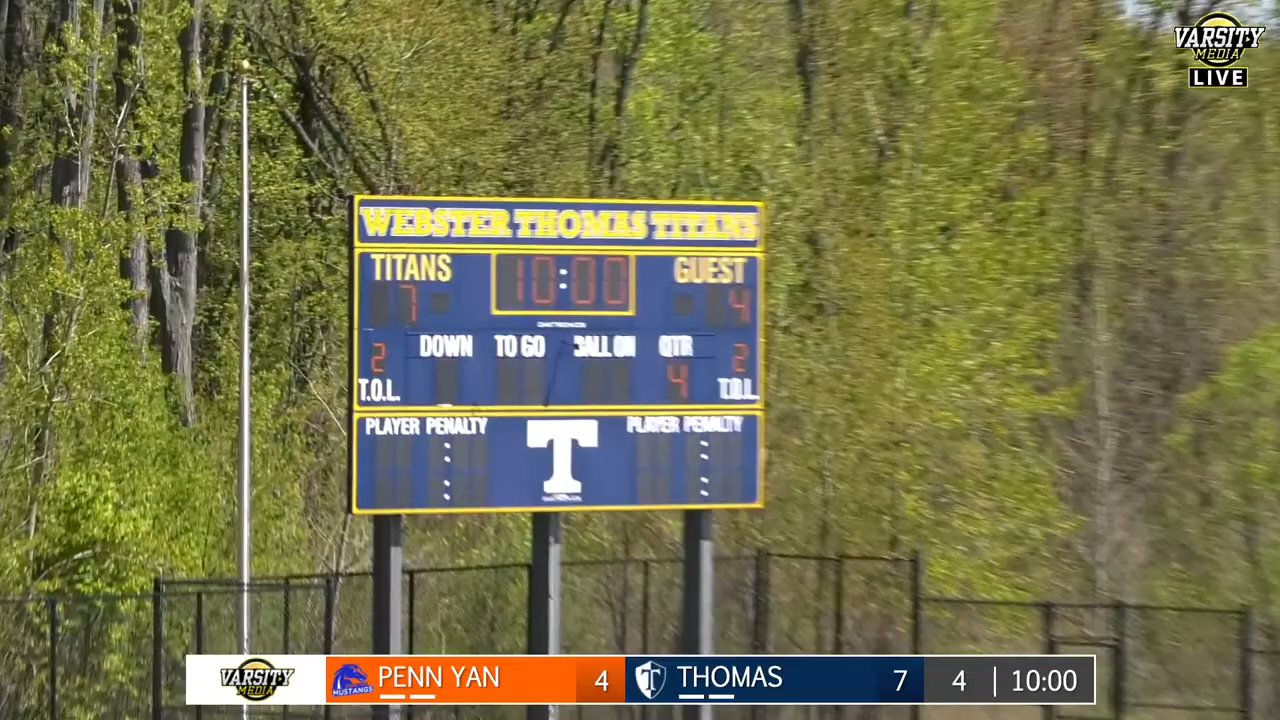 VARSITY
MEDIA
LIVE
WEBSTER THOMAS TITANS
TITANS 10:00 GUEST
7 4
DOWN TO GO BALL ON QTR
2 4 2
T.O.L. T.O.L.
PLAYER PENALTY PLAYER PENALTY
T
VARSITY
MEDIA
MUSTANGS
PENN YAN 4 T THOMAS 7 4 | 10:00